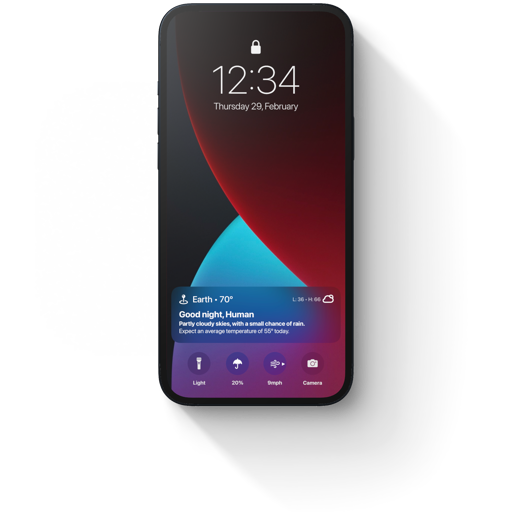 12:34
Thursday 29, February
Earth • 70°
L: 36 • H: 66
Good night, Human
Partly cloudy skies, with a small chance of rain.
Expect an average temperature of 55° today.
Light
20%
9mph
Camera